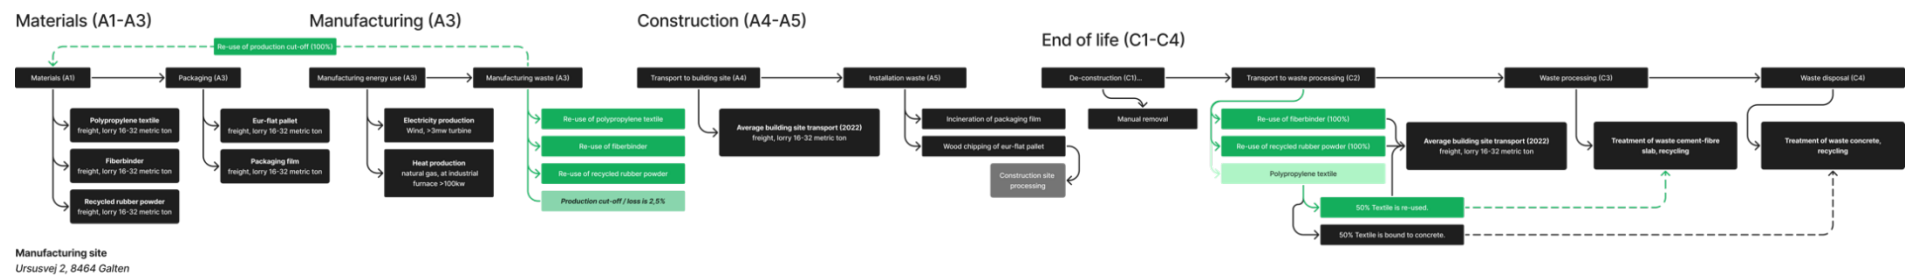 Materials (A1-A3)
Manufacturing (A3)
Construction (A4-A5)
End of life (C1-C4)
Re-use of production cut-off (100%)
Materials (A1)
Packaging (A3)
Manufacturing energy use (A3)
Manufacturing waste (A3)
Transport to building site (A4)
Installation waste (A5)
De-construction (C1)...
Transport to waste processing (C2)
Waste processing (C3)
Waste disposal (C4)
Polypropylene textile
freight, lorry 16-32 metric ton
Fiberbinder
freight, lorry 16-32 metric ton
Recycled rubber powder
freight, lorry 16-32 metric ton
Eur-flat pallet
freight, lorry 16-32 metric ton
Packaging film
freight, lorry 16-32 metric ton
Electricity production
Wind, >3mw turbine
Heat production
natural gas, at industrial
furnace >100kw
Re-use of polypropylene textile
Re-use of fiberbinder
Re-use of recycled rubber powder
Production cut-off / loss is 2,5%
Average building site transport (2022)
freight, lorry 16-32 metric ton
Incineration of packaging film
Wood chipping of eur-flat pallet
Construction site
processing
Manual removal
Re-use of fiberbinder (100%)
Re-use of recycled rubber powder (100%)
Polypropylene textile
50% Textile is re-used.
50% Textile is bound to concrete.
Average building site transport (2022)
freight, lorry 16-32 metric ton
Treatment of waste cement-fibre
slab, recycling
Treatment of waste concrete,
recycling
Manufacturing site
Ursusvej 2, 8464 Galten